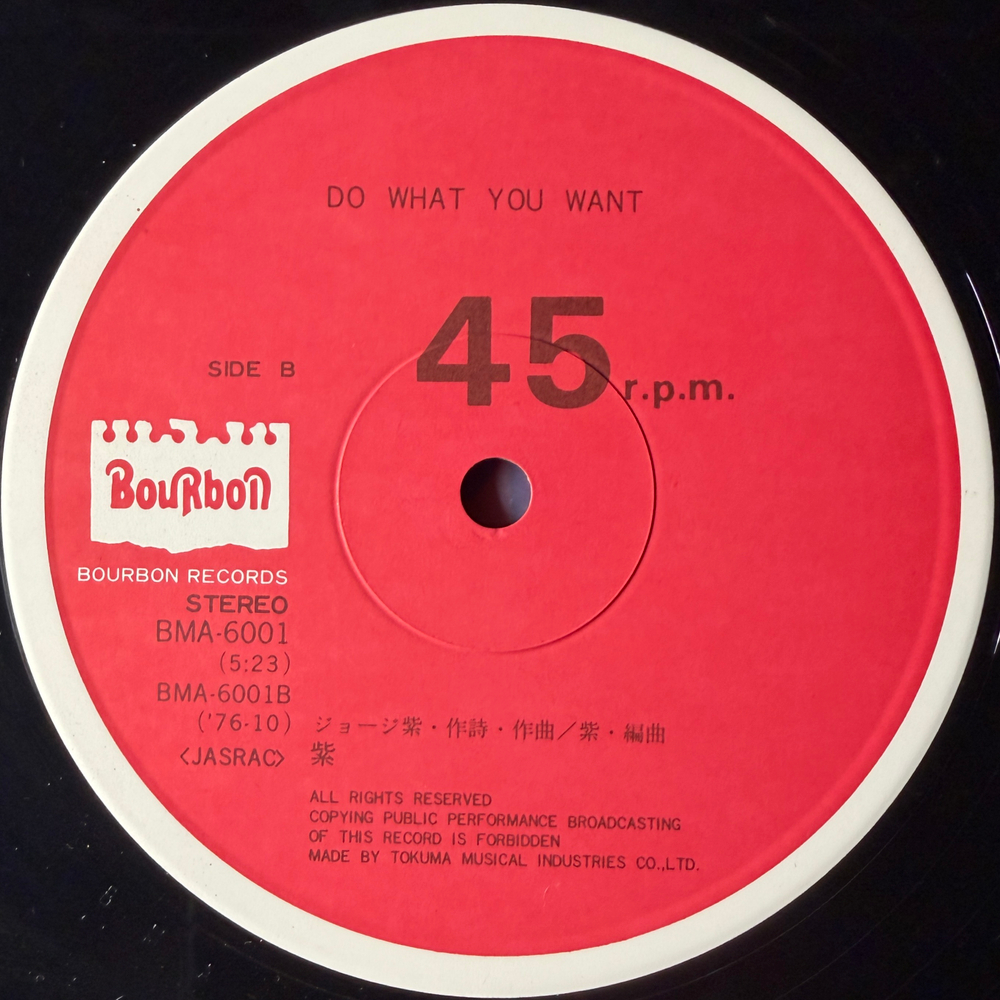 DO WHAT YOU WANT
45 r.p.m.
SIDE B
BouRbon
BOURBON RECORDS
STEREO
BMA-6001
(5:23)
BMA-6001B
('76-10)
<JASRAC>
ジョージ紫・作詩・作曲／紫・編曲
紫
ALL RIGHTS RESERVED
COPYING PUBLIC PERFORMANCE BROADCASTING
OF THIS RECORD IS FORBIDDEN
MADE BY TOKUMA MUSICAL INDUSTRIES CO.,LTD.